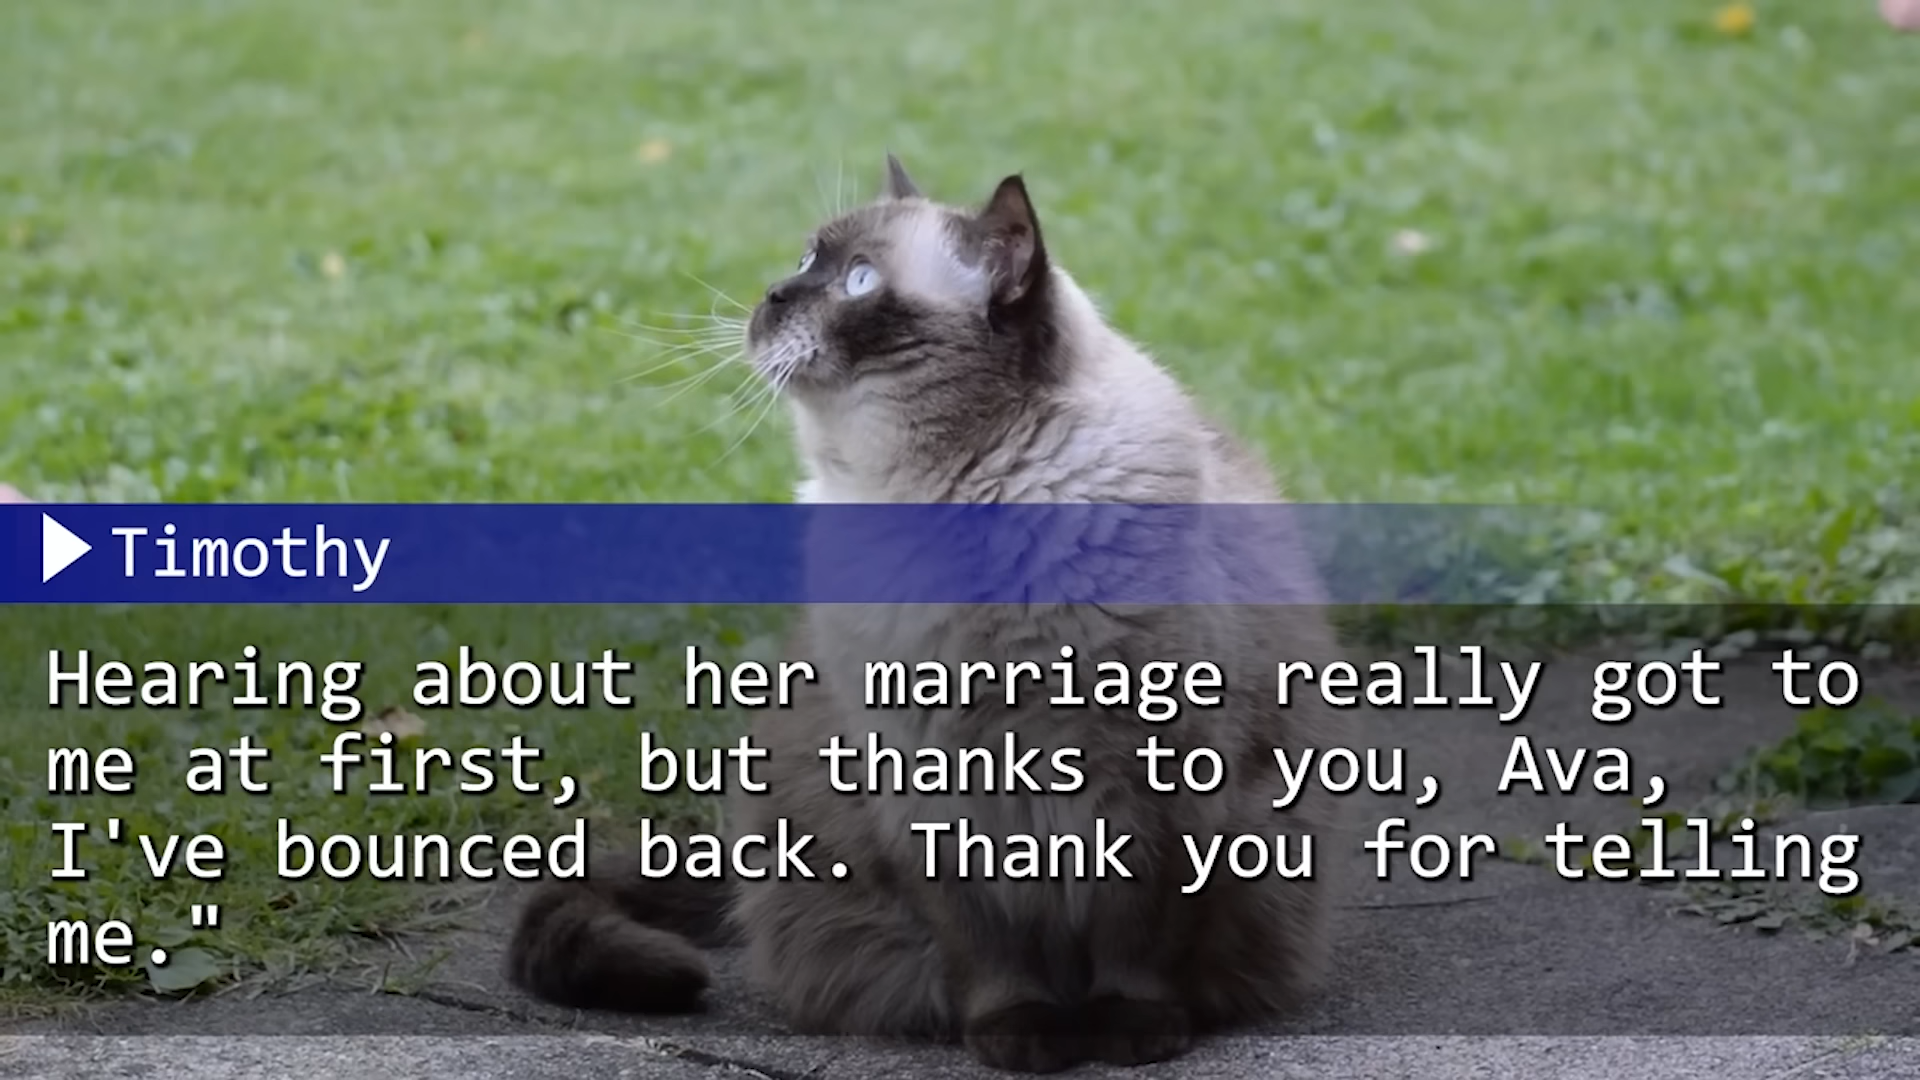 Timothy
Hearing about her marriage really got to
me at first, but thanks to you, Ava,
I've bounced back. Thank you for telling
me."